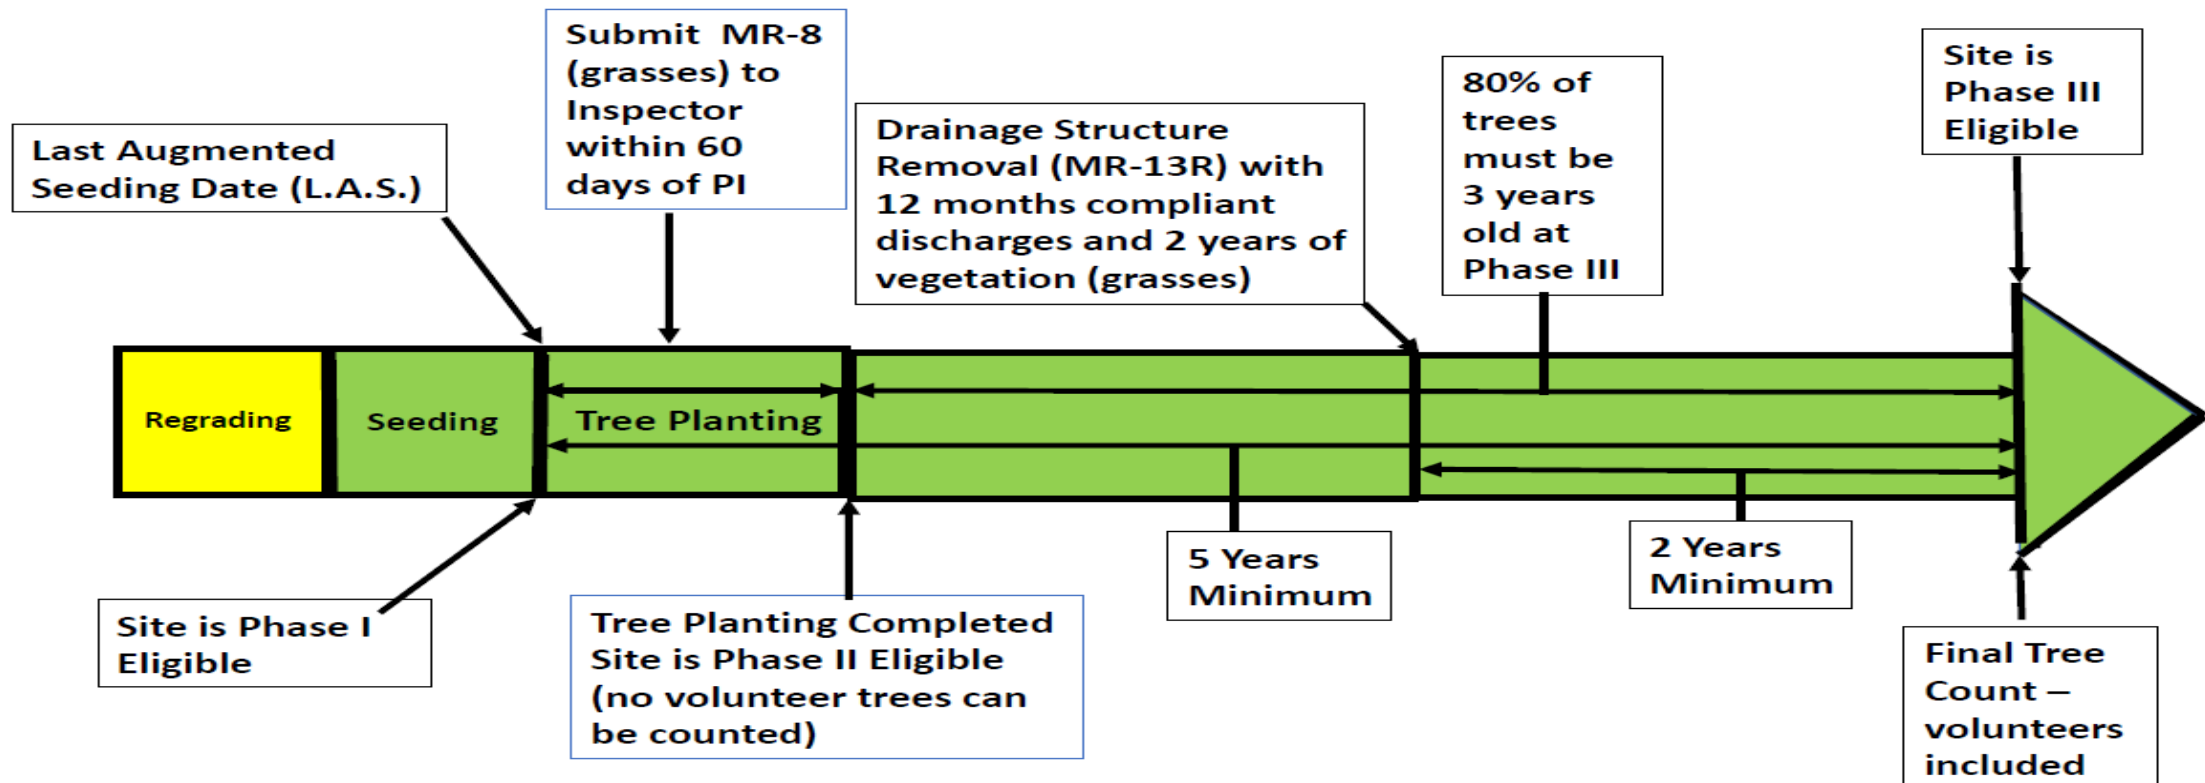 Last Augmented
Seeding Date (L.A.S.)
Submit MR-8
(grasses) to
Inspector
within 60
days of PI
Drainage Structure
Removal (MR-13R) with
12 months compliant
discharges and 2 years of
vegetation (grasses)
80% of
trees
must be
3 years
old at
Phase III
Site is
Phase III
Eligible
Regrading
Seeding
Tree Planting
Site is Phase I
Eligible
Tree Planting Completed
Site is Phase II Eligible
(no volunteer trees can
be counted)
5 Years
Minimum
2 Years
Minimum
Final Tree
Count –
volunteers
included